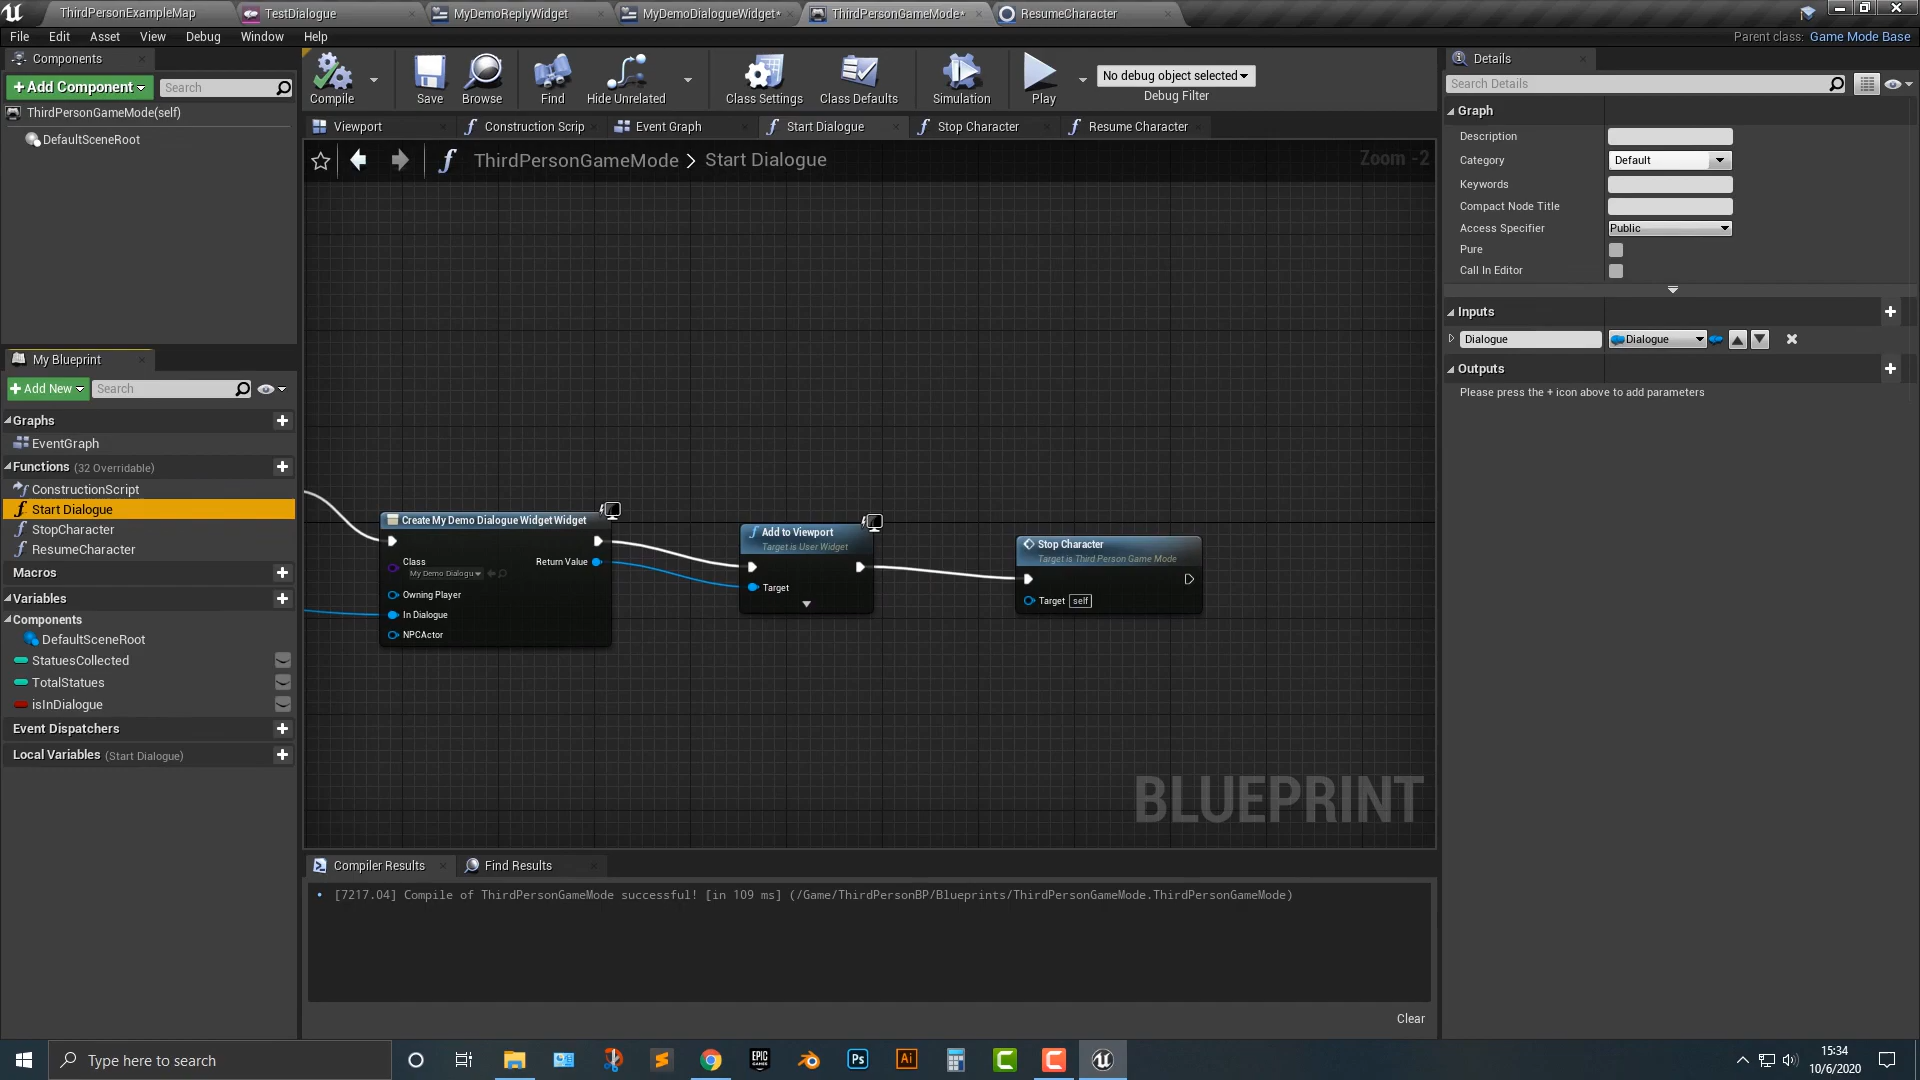 ThirdPersonExampleMap
TestDialogue
MyDemoReplyWidget
MyDemoDialogueWidget*
ThirdPersonGameMode*
ResumeCharacter
File Edit Asset View Debug Window Help
Parent class: Game Mode Base
Components
+Add Component
Search
ThirdPersonGameMode(self)
DefaultSceneRoot
Compile
Save
Browse
Find
Hide Unrelated
Class Settings
Class Defaults
Simulation
Play
No debug object selected
Debug Filter
Viewport
Construction Scrip
Event Graph
Start Dialogue
Stop Character
Resume Character
ThirdPersonGameMode > Start Dialogue
Zoom -2
My Blueprint
+Add New
Search
Graphs
EventGraph
Functions (32 Overridable)
ConstructionScript
Start Dialogue
StopCharacter
ResumeCharacter
Macros
Variables
Components
DefaultSceneRoot
StatuesCollected
TotalStatues
isInDialogue
Event Dispatchers
Local Variables (Start Dialogue)
Create My Demo Dialogue Widget Widget
Class
My Demo Dialogu
Return Value
Owning Player
In Dialogue
NPCActor
Add to Viewport
Target is User Widget
Target
Stop Character
Target is Third Person Game Mode
Target self
BLUEPRINT
Compiler Results
Find Results
[7217.04] Compile of ThirdPersonGameMode successful! [in 109 ms] (/Game/ThirdPersonBP/Blueprints/ThirdPersonGameMode.ThirdPersonGameMode)
Clear
Details
Search Details
Graph
Description
Category Default
Keywords
Compact Node Title
Access Specifier Public
Pure
Call In Editor
Inputs
Dialogue Dialogue
Outputs
Please press the + icon above to add parameters
Type here to search
EPIC GAMES
Ps
Ai
15:34
10/6/2020